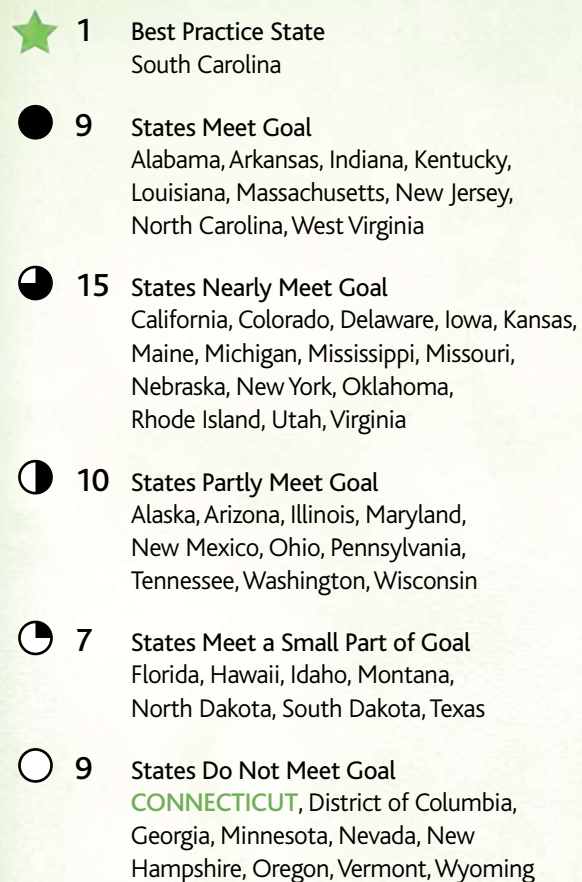 1 Best Practice State
South Carolina
9 States Meet Goal
Alabama, Arkansas, Indiana, Kentucky,
Louisiana, Massachusetts, New Jersey,
North Carolina, West Virginia
15 States Nearly Meet Goal
California, Colorado, Delaware, Iowa, Kansas,
Maine, Michigan, Mississippi, Missouri,
Nebraska, New York, Oklahoma,
Rhode Island, Utah, Virginia
10 States Partly Meet Goal
Alaska, Arizona, Illinois, Maryland,
New Mexico, Ohio, Pennsylvania,
Tennessee, Washington, Wisconsin
7 States Meet a Small Part of Goal
Florida, Hawaii, Idaho, Montana,
North Dakota, South Dakota, Texas
9 States Do Not Meet Goal
CONNECTICUT, District of Columbia,
Georgia, Minnesota, Nevada, New
Hampshire, Oregon, Vermont, Wyoming